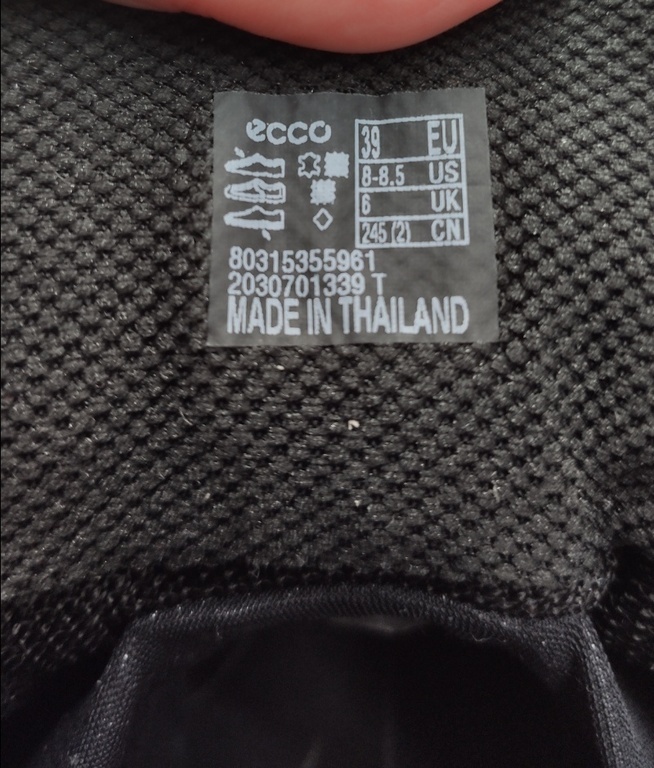 ecco
39 EU
8-8.5 US
6 UK
245 (2) CN
80315355961
2030701339 T
MADE IN THAILAND